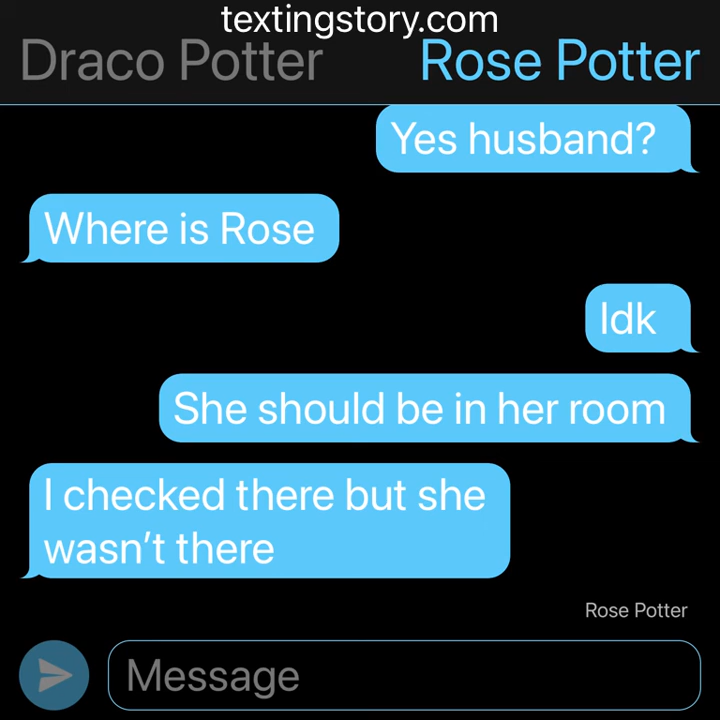 textingstory.com
Draco Potter Rose Potter
Yes husband?
Where is Rose
Idk
She should be in her room
I checked there but she
wasn’t there
Rose Potter
Message